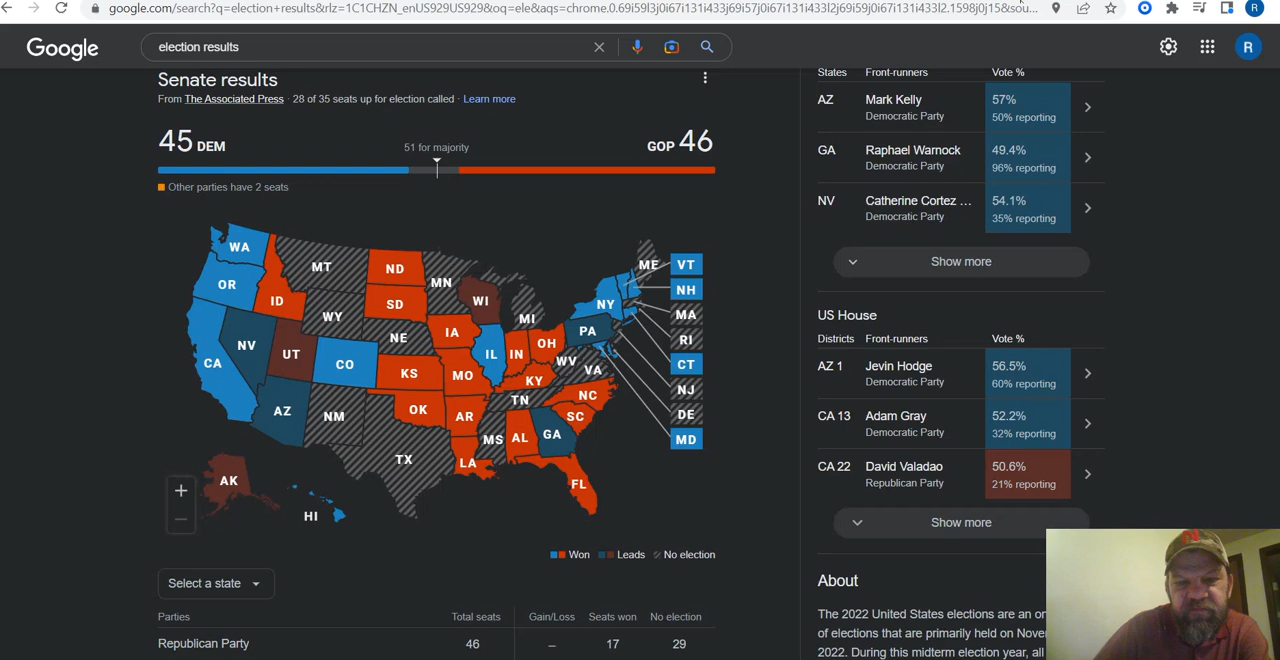 google.com/search?q=election+results&rlz=1C1CHZN_enUS929US929&oq=ele&aqs=chrome.0.69i59l3j0i67i131i433j69i57j0i67i131i433l2j69i59j0i67i131i433l2.1598j0j15&sou...
R
Google
election results
R
Senate results
From The Associated Press · 28 of 35 seats up for election called · Learn more
45 DEM
51 for majority
GOP 46
Other parties have 2 seats
WA
OR
CA
NV
ID
MT
WY
UT
AZ
CO
NM
ND
SD
NE
KS
OK
TX
MN
IA
MO
AR
LA
WI
IL
MI
IN
OH
KY
TN
MS
AL
GA
FL
SC
NC
VA
WV
PA
NY
ME
VT
NH
MA
RI
CT
NJ
DE
MD
AK
HI
+
−
Won Leads No election
Select a state
Parties Total seats Gain/Loss Seats won No election
Republican Party 46 – 17 29
States Front-runners Vote %
AZ Mark Kelly 57%
Democratic Party 50% reporting
GA Raphael Warnock 49.4%
Democratic Party 96% reporting
NV Catherine Cortez ... 54.1%
Democratic Party 35% reporting
Show more
US House
Districts Front-runners Vote %
AZ 1 Jevin Hodge 56.5%
Democratic Party 60% reporting
CA 13 Adam Gray 52.2%
Democratic Party 32% reporting
CA 22 David Valadao 50.6%
Republican Party 21% reporting
Show more
About
The 2022 United States elections are an on
of elections that are primarily held on Nove
2022. During this midterm election year, all